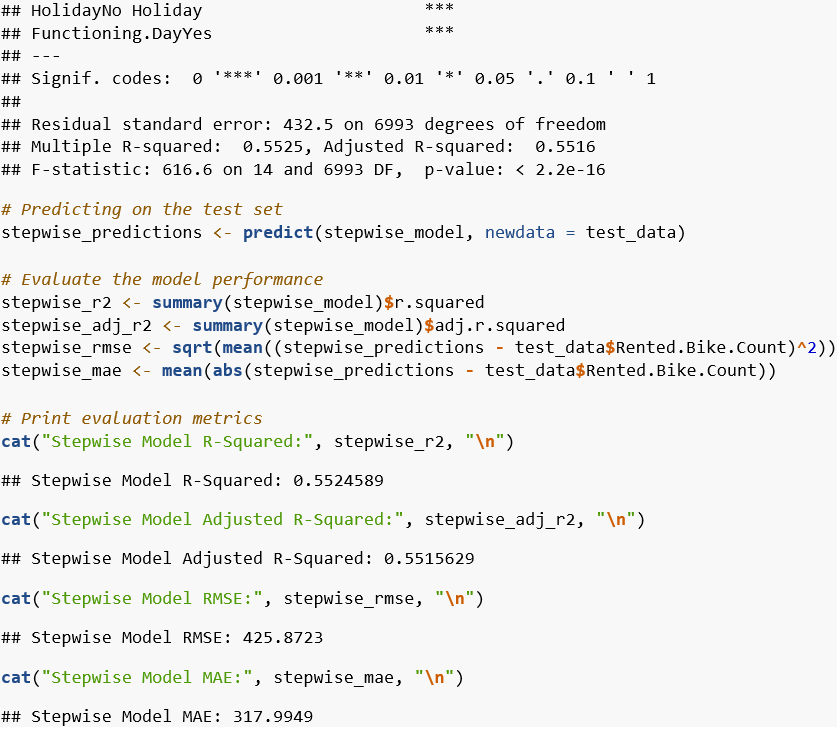 ## HolidayNo Holiday                      ***
## Functioning.DayYes                     ***
## ---
## Signif. codes:  0 '***' 0.001 '**' 0.01 '*' 0.05 '.' 0.1 ' ' 1
##
## Residual standard error: 432.5 on 6993 degrees of freedom
## Multiple R-squared:  0.5525, Adjusted R-squared:  0.5516
## F-statistic: 616.6 on 14 and 6993 DF,  p-value: < 2.2e-16
# Predicting on the test set
stepwise_predictions <- predict(stepwise_model, newdata = test_data)
# Evaluate the model performance
stepwise_r2 <- summary(stepwise_model)$r.squared
stepwise_adj_r2 <- summary(stepwise_model)$adj.r.squared
stepwise_rmse <- sqrt(mean((stepwise_predictions - test_data$Rented.Bike.Count)^2))
stepwise_mae <- mean(abs(stepwise_predictions - test_data$Rented.Bike.Count))
# Print evaluation metrics
cat("Stepwise Model R-Squared:", stepwise_r2, "\n")
## Stepwise Model R-Squared: 0.5524589
cat("Stepwise Model Adjusted R-Squared:", stepwise_adj_r2, "\n")
## Stepwise Model Adjusted R-Squared: 0.5515629
cat("Stepwise Model RMSE:", stepwise_rmse, "\n")
## Stepwise Model RMSE: 425.8723
cat("Stepwise Model MAE:", stepwise_mae, "\n")
## Stepwise Model MAE: 317.9949